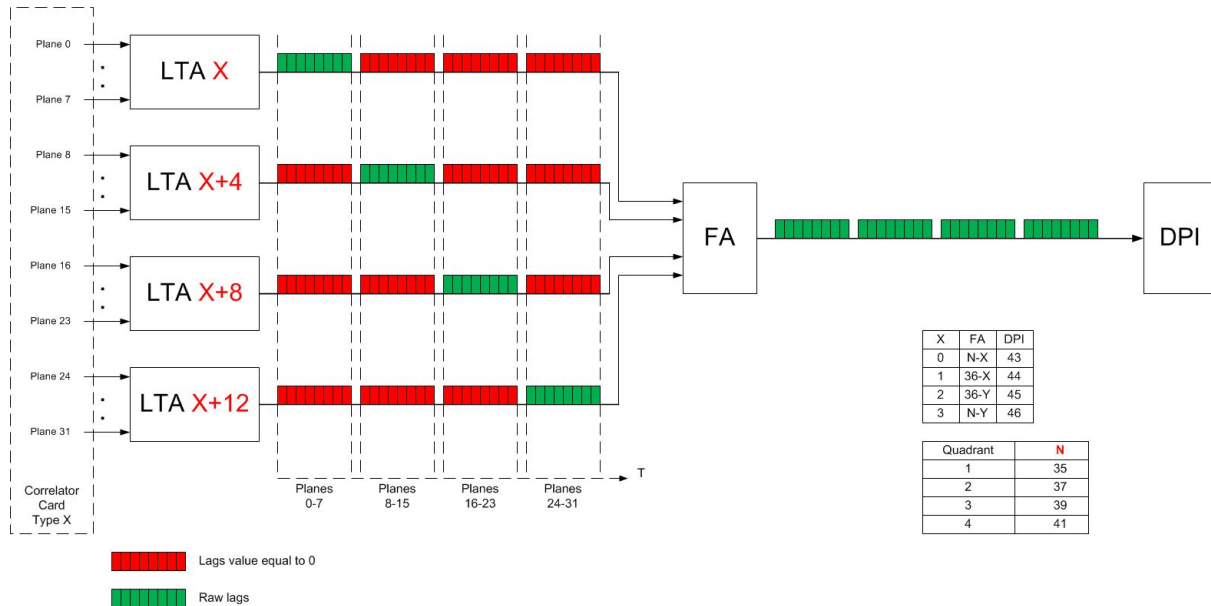 Plane 0
Plane 7
LTA X
Plane 8
Plane 15
LTA X+4
Plane 16
Plane 23
LTA X+8
Plane 24
Plane 31
LTA X+12
FA
DPI
T
Planes
0-7
Planes
8-15
Planes
16-23
Planes
24-31
Correlator
Card
Type X
X FA DPI
0 N-X 43
1 36-X 44
2 36-Y 45
3 N-Y 46
Quadrant N
1 35
2 37
3 39
4 41
Lags value equal to 0
Raw lags